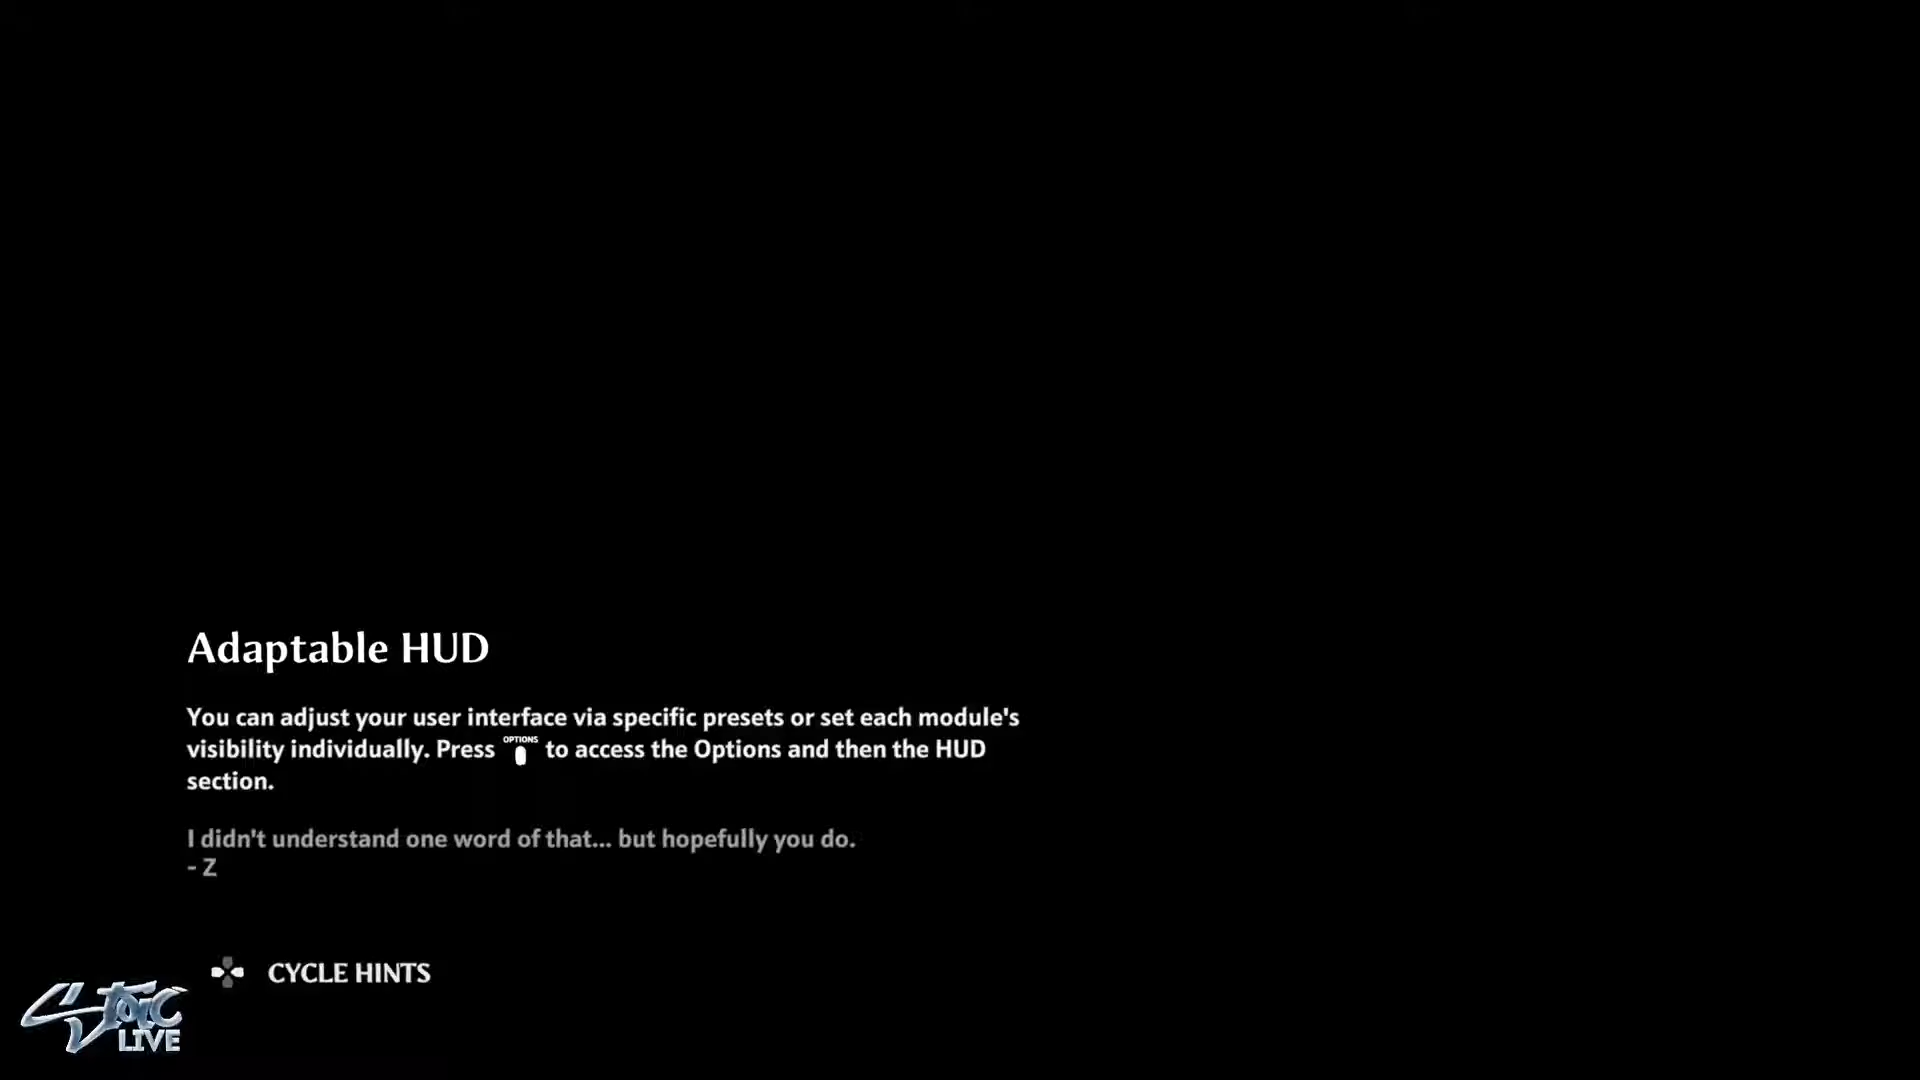 Adaptable HUD
You can adjust your user interface via specific presets or set each module's
visibility individually. Press OPTIONS to access the Options and then the HUD
section.
I didn't understand one word of that... but hopefully you do.
- Z
CYCLE HINTS
LIVE